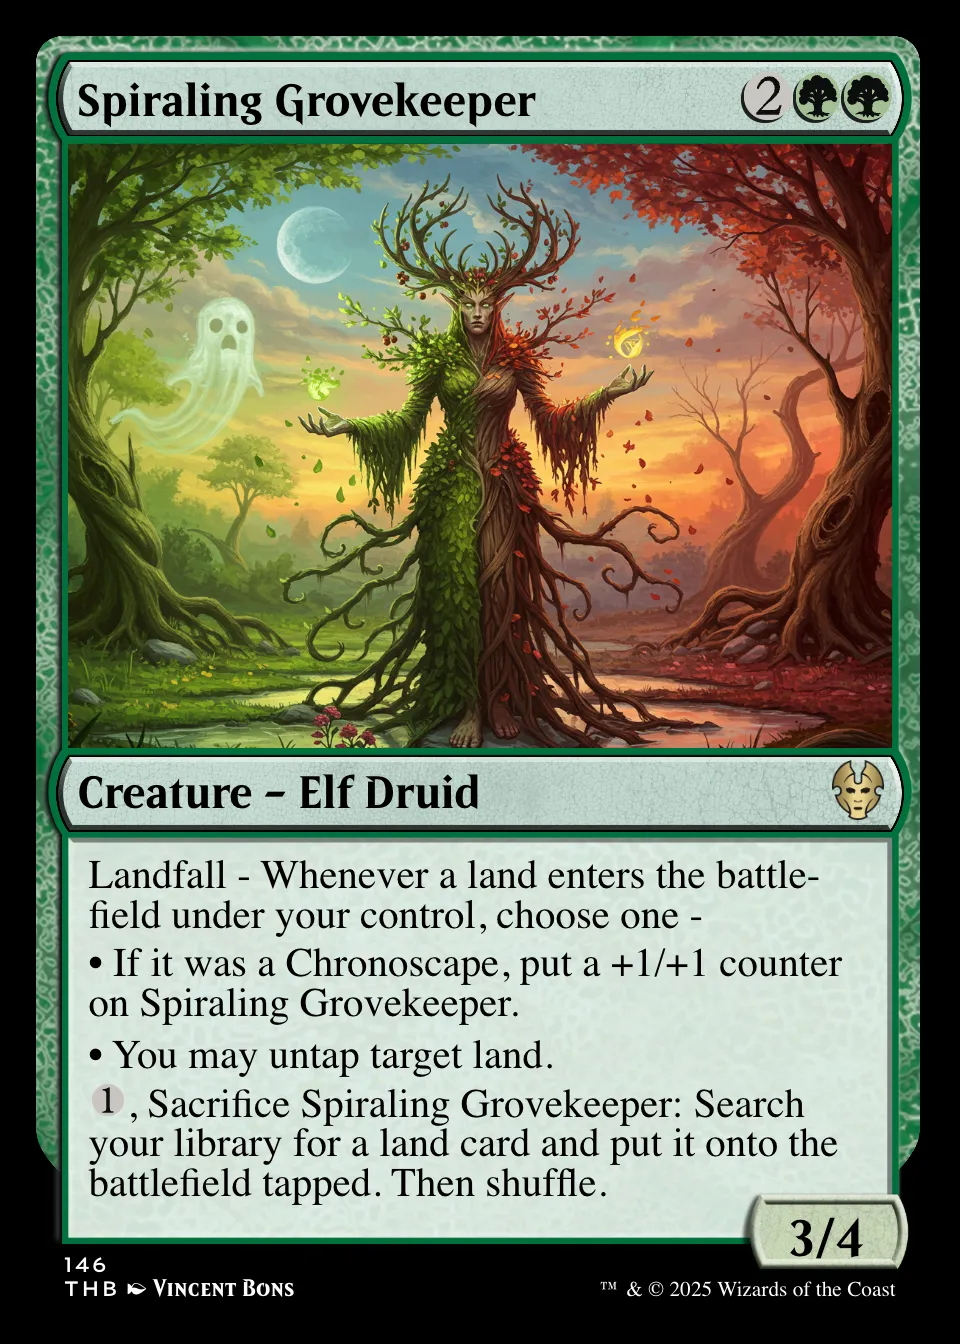 Spiraling Grovekeeper 2
Creature – Elf Druid
Landfall - Whenever a land enters the battle-
field under your control, choose one -
• If it was a Chronoscape, put a +1/+1 counter
on Spiraling Grovekeeper.
• You may untap target land.
1, Sacrifice Spiraling Grovekeeper: Search
your library for a land card and put it onto the
battlefield tapped. Then shuffle.
3/4
146
THB Vincent Bons
™ & © 2025 Wizards of the Coast